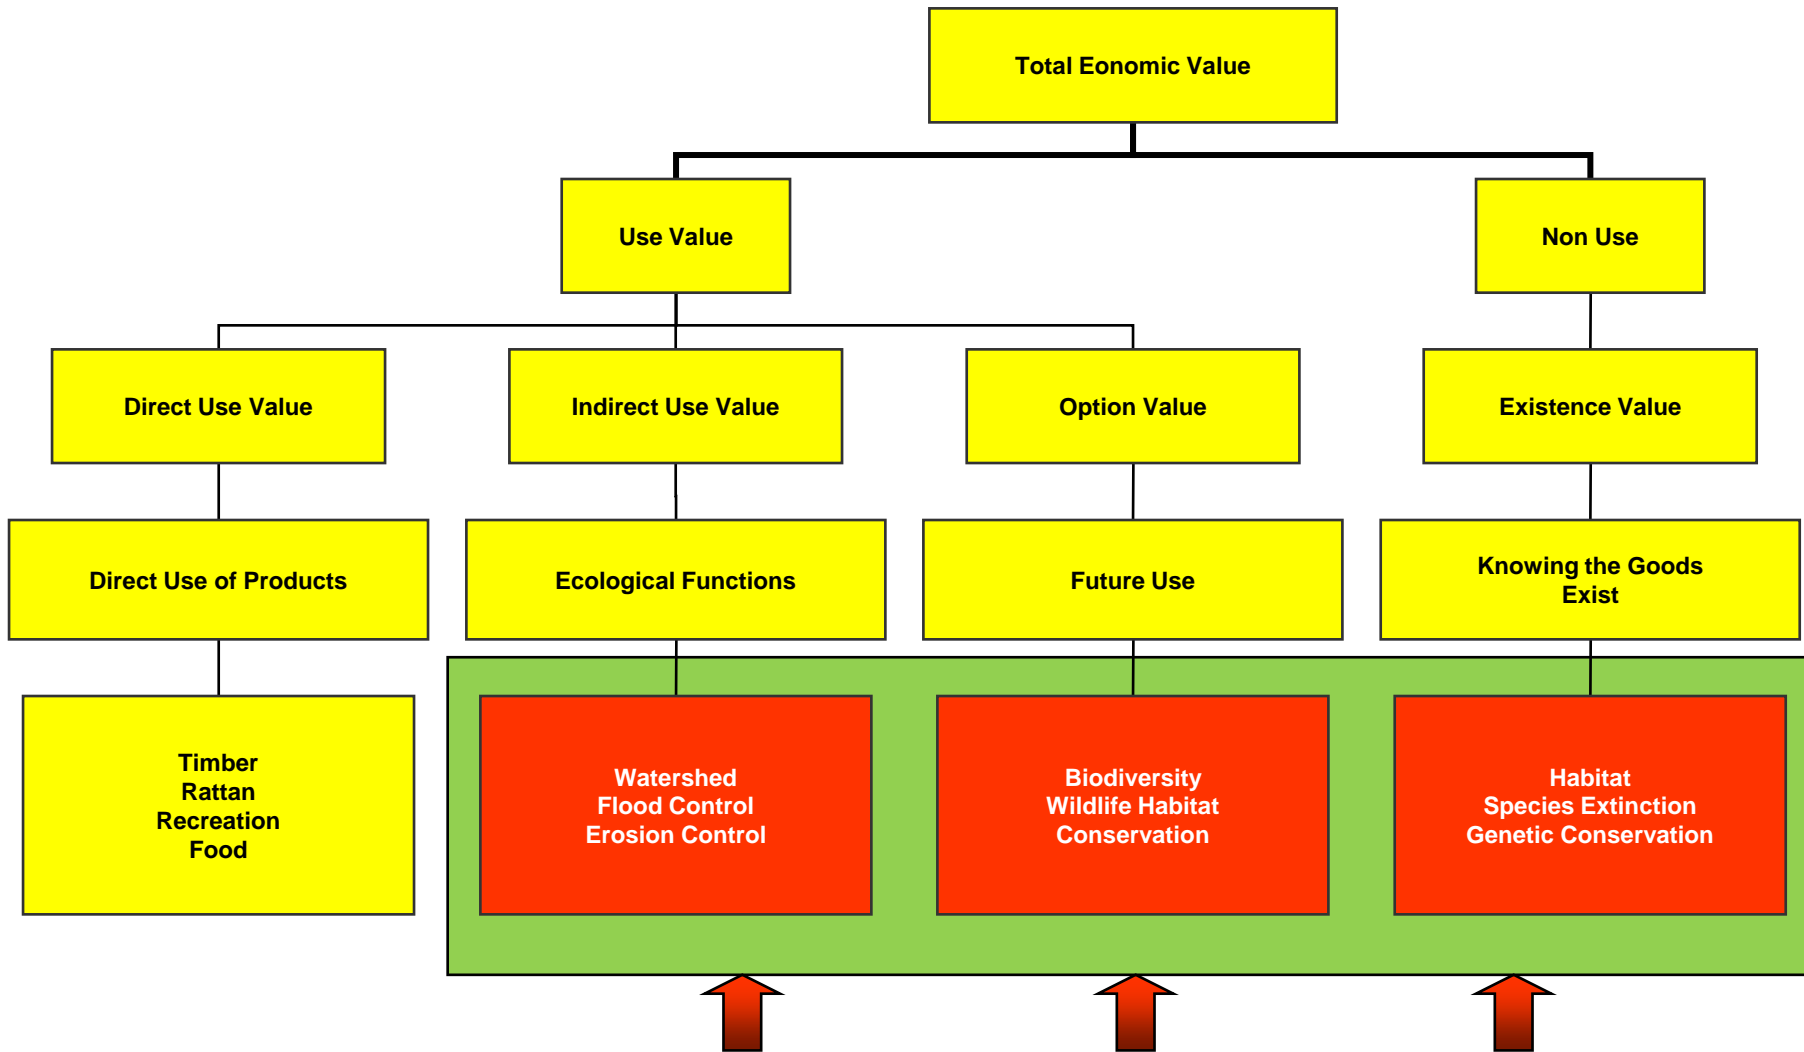 Total Eonomic Value
Use Value
Non Use
Direct Use Value
Indirect Use Value
Option Value
Existence Value
Direct Use of Products
Ecological Functions
Future Use
Knowing the Goods
Exist
Timber
Rattan
Recreation
Food
Watershed
Flood Control
Erosion Control
Biodiversity
Wildlife Habitat
Conservation
Habitat
Species Extinction
Genetic Conservation